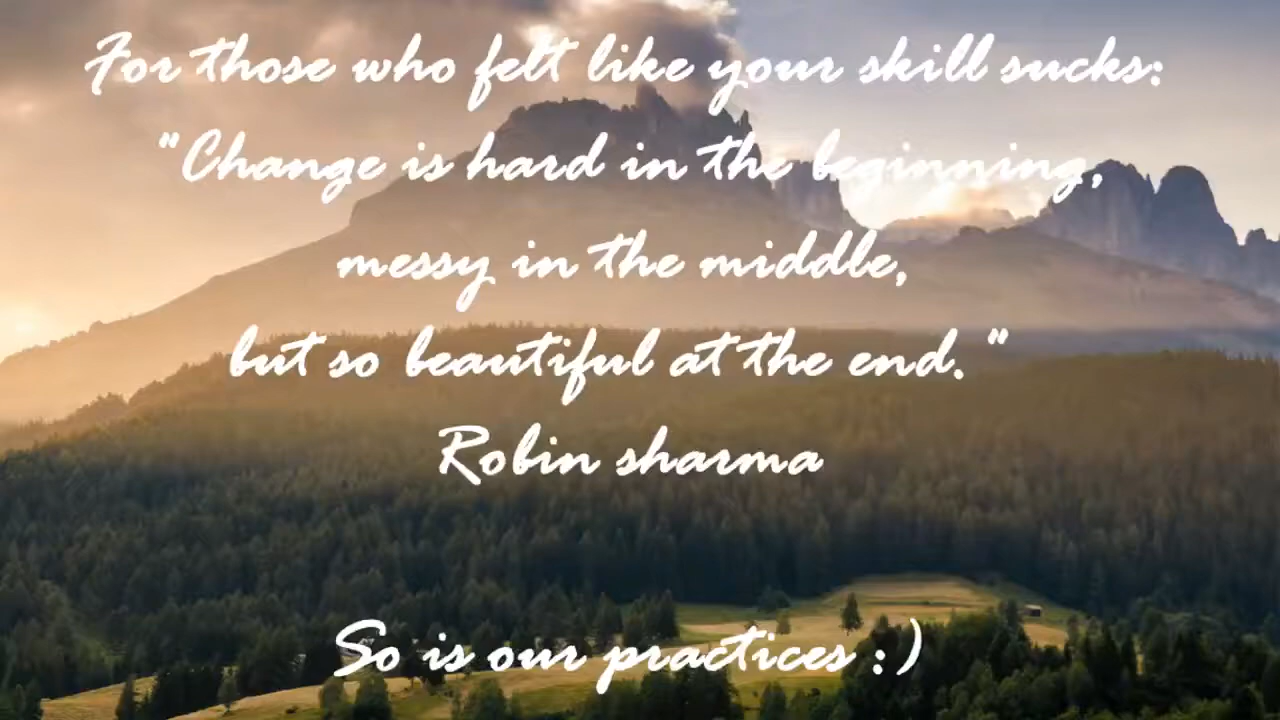 For those who felt like your skill sucks:
"Change is hard in the beginning,
messy in the middle,
but so beautiful at the end."
Robin sharma
So is our practices :)